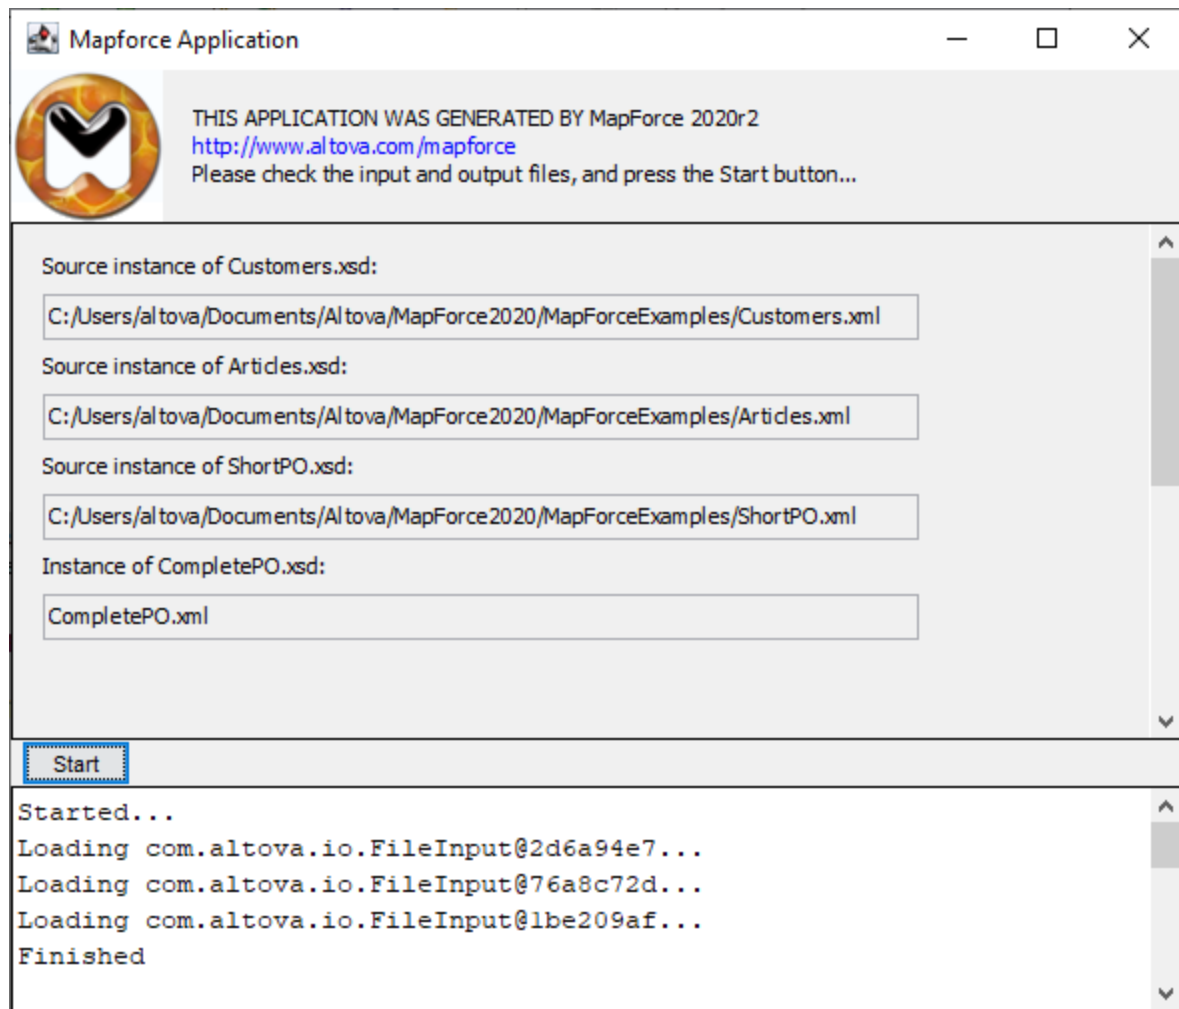 Mapforce Application
THIS APPLICATION WAS GENERATED BY MapForce 2020r2
http://www.altova.com/mapforce
Please check the input and output files, and press the Start button...
Source instance of Customers.xsd:
C:/Users/altova/Documents/Altova/MapForce2020/MapForceExamples/Customers.xml
Source instance of Articles.xsd:
C:/Users/altova/Documents/Altova/MapForce2020/MapForceExamples/Articles.xml
Source instance of ShortPO.xsd:
C:/Users/altova/Documents/Altova/MapForce2020/MapForceExamples/ShortPO.xml
Instance of CompletePO.xsd:
CompletePO.xml
Start
Started...
Loading com.altova.io.FileInput@2d6a94e7...
Loading com.altova.io.FileInput@76a8c72d...
Loading com.altova.io.FileInput@1be209af...
Finished